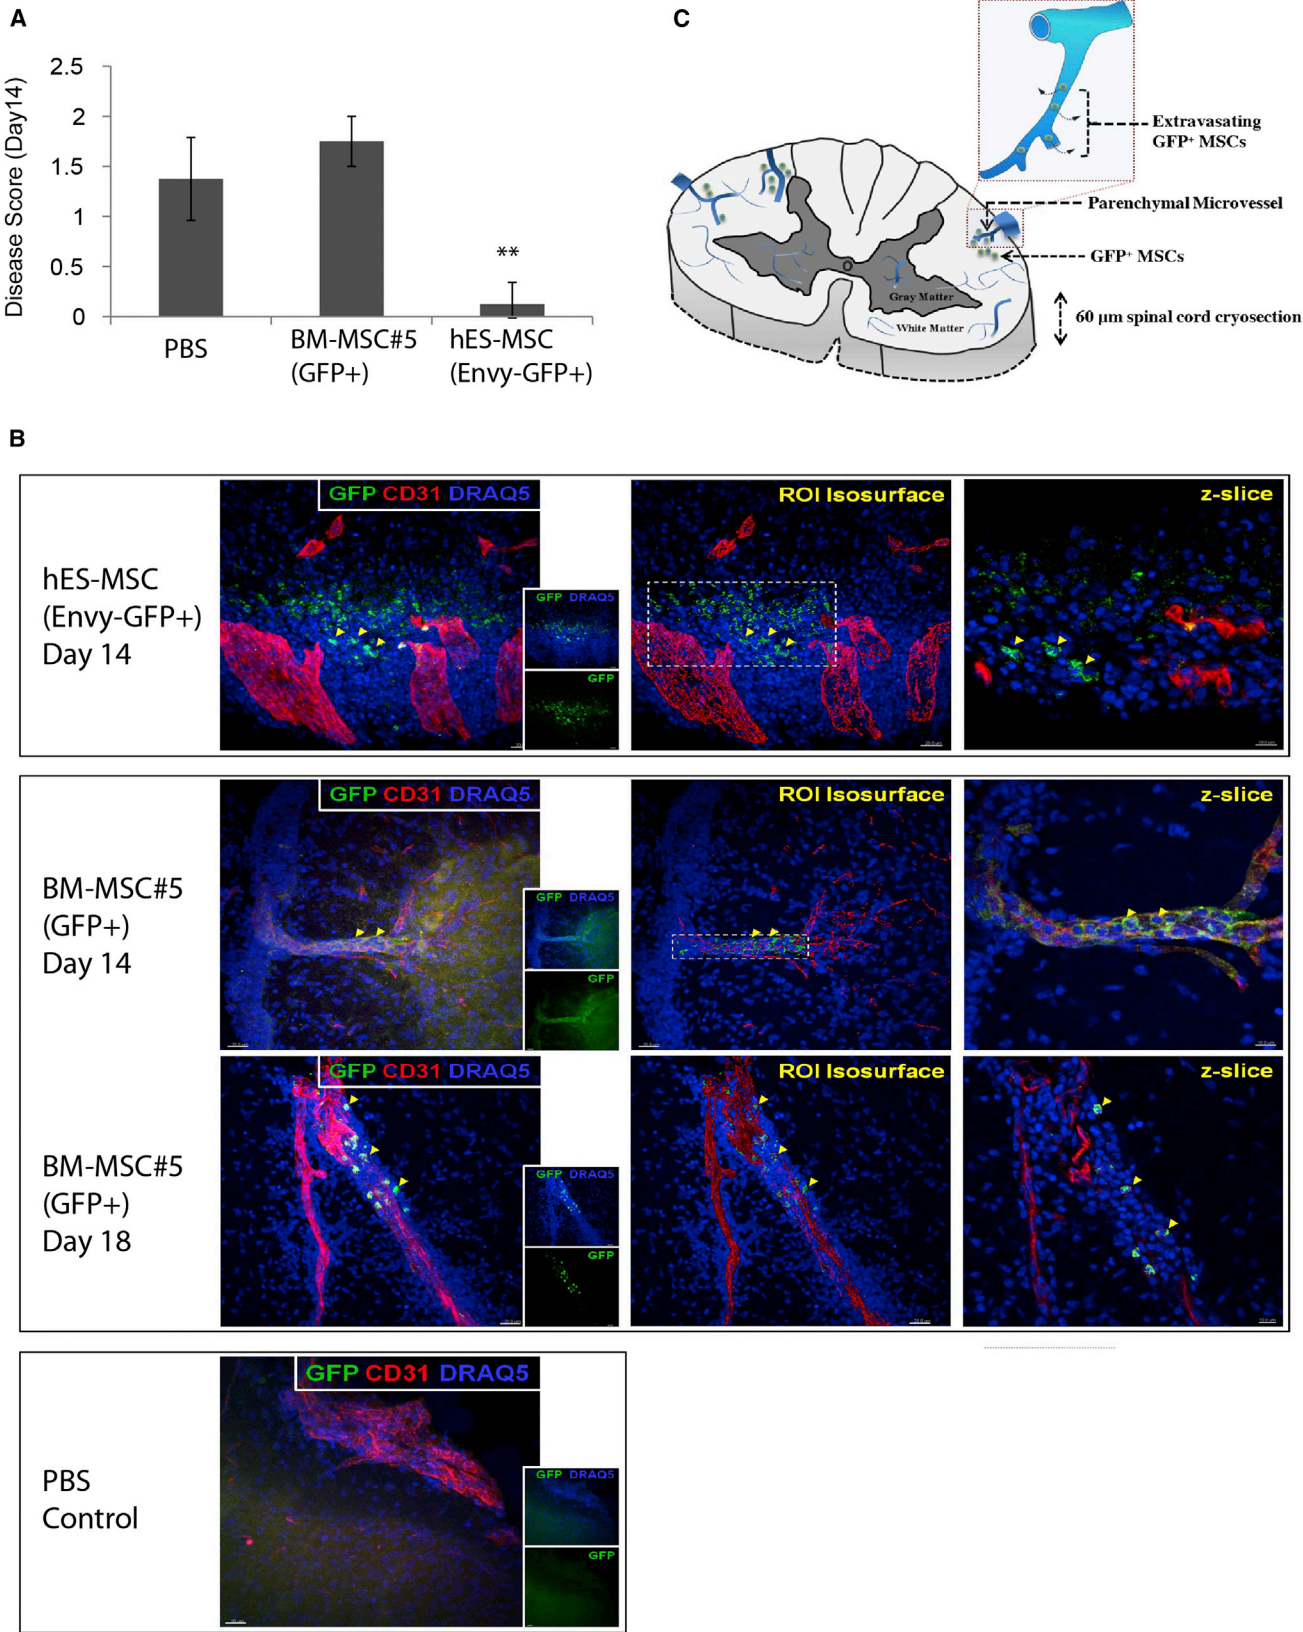 A
Disease Score (Day14)
2.5
2
1.5
1
0.5
0
**
PBS
BM-MSC#5
(GFP+)
hES-MSC
(Envy-GFP+)
C
Extravasating
GFP⁺ MSCs
Parenchymal Microvessel
GFP⁺ MSCs
Gray Matter
White Matter
60 µm spinal cord cryosection
B
hES-MSC
(Envy-GFP+)
Day 14
GFP CD31 DRAQ5
GFP DRAQ5
GFP
ROI Isosurface
z-slice
BM-MSC#5
(GFP+)
Day 14
GFP CD31 DRAQ5
GFP DRAQ5
GFP
ROI Isosurface
z-slice
BM-MSC#5
(GFP+)
Day 18
GFP CD31 DRAQ5
GFP DRAQ5
GFP
ROI Isosurface
z-slice
PBS
Control
GFP CD31 DRAQ5
GFP DRAQ5
GFP